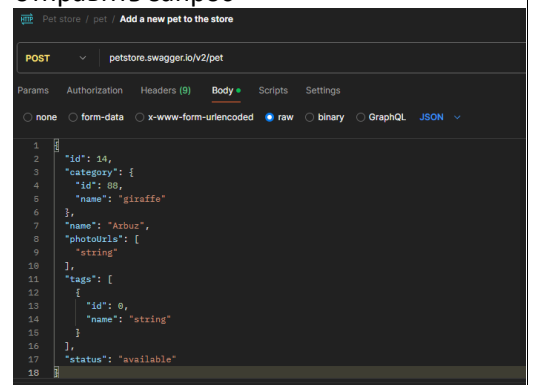 Отправить запрос
HTTP Pet store / pet / Add a new pet to the store
POST petstore.swagger.io/v2/pet
Params Authorization Headers (9) Body Scripts Settings
none form-data x-www-form-urlencoded raw binary GraphQL JSON
1 {
2 "id": 14,
3 "category": {
4 "id": 88,
5 "name": "giraffe"
6 },
7 "name": "Arbuz",
8 "photoUrls": [
9 "string"
10 ],
11 "tags": [
12 {
13 "id": 0,
14 "name": "string"
15 }
16 ],
17 "status": "available"
18 }